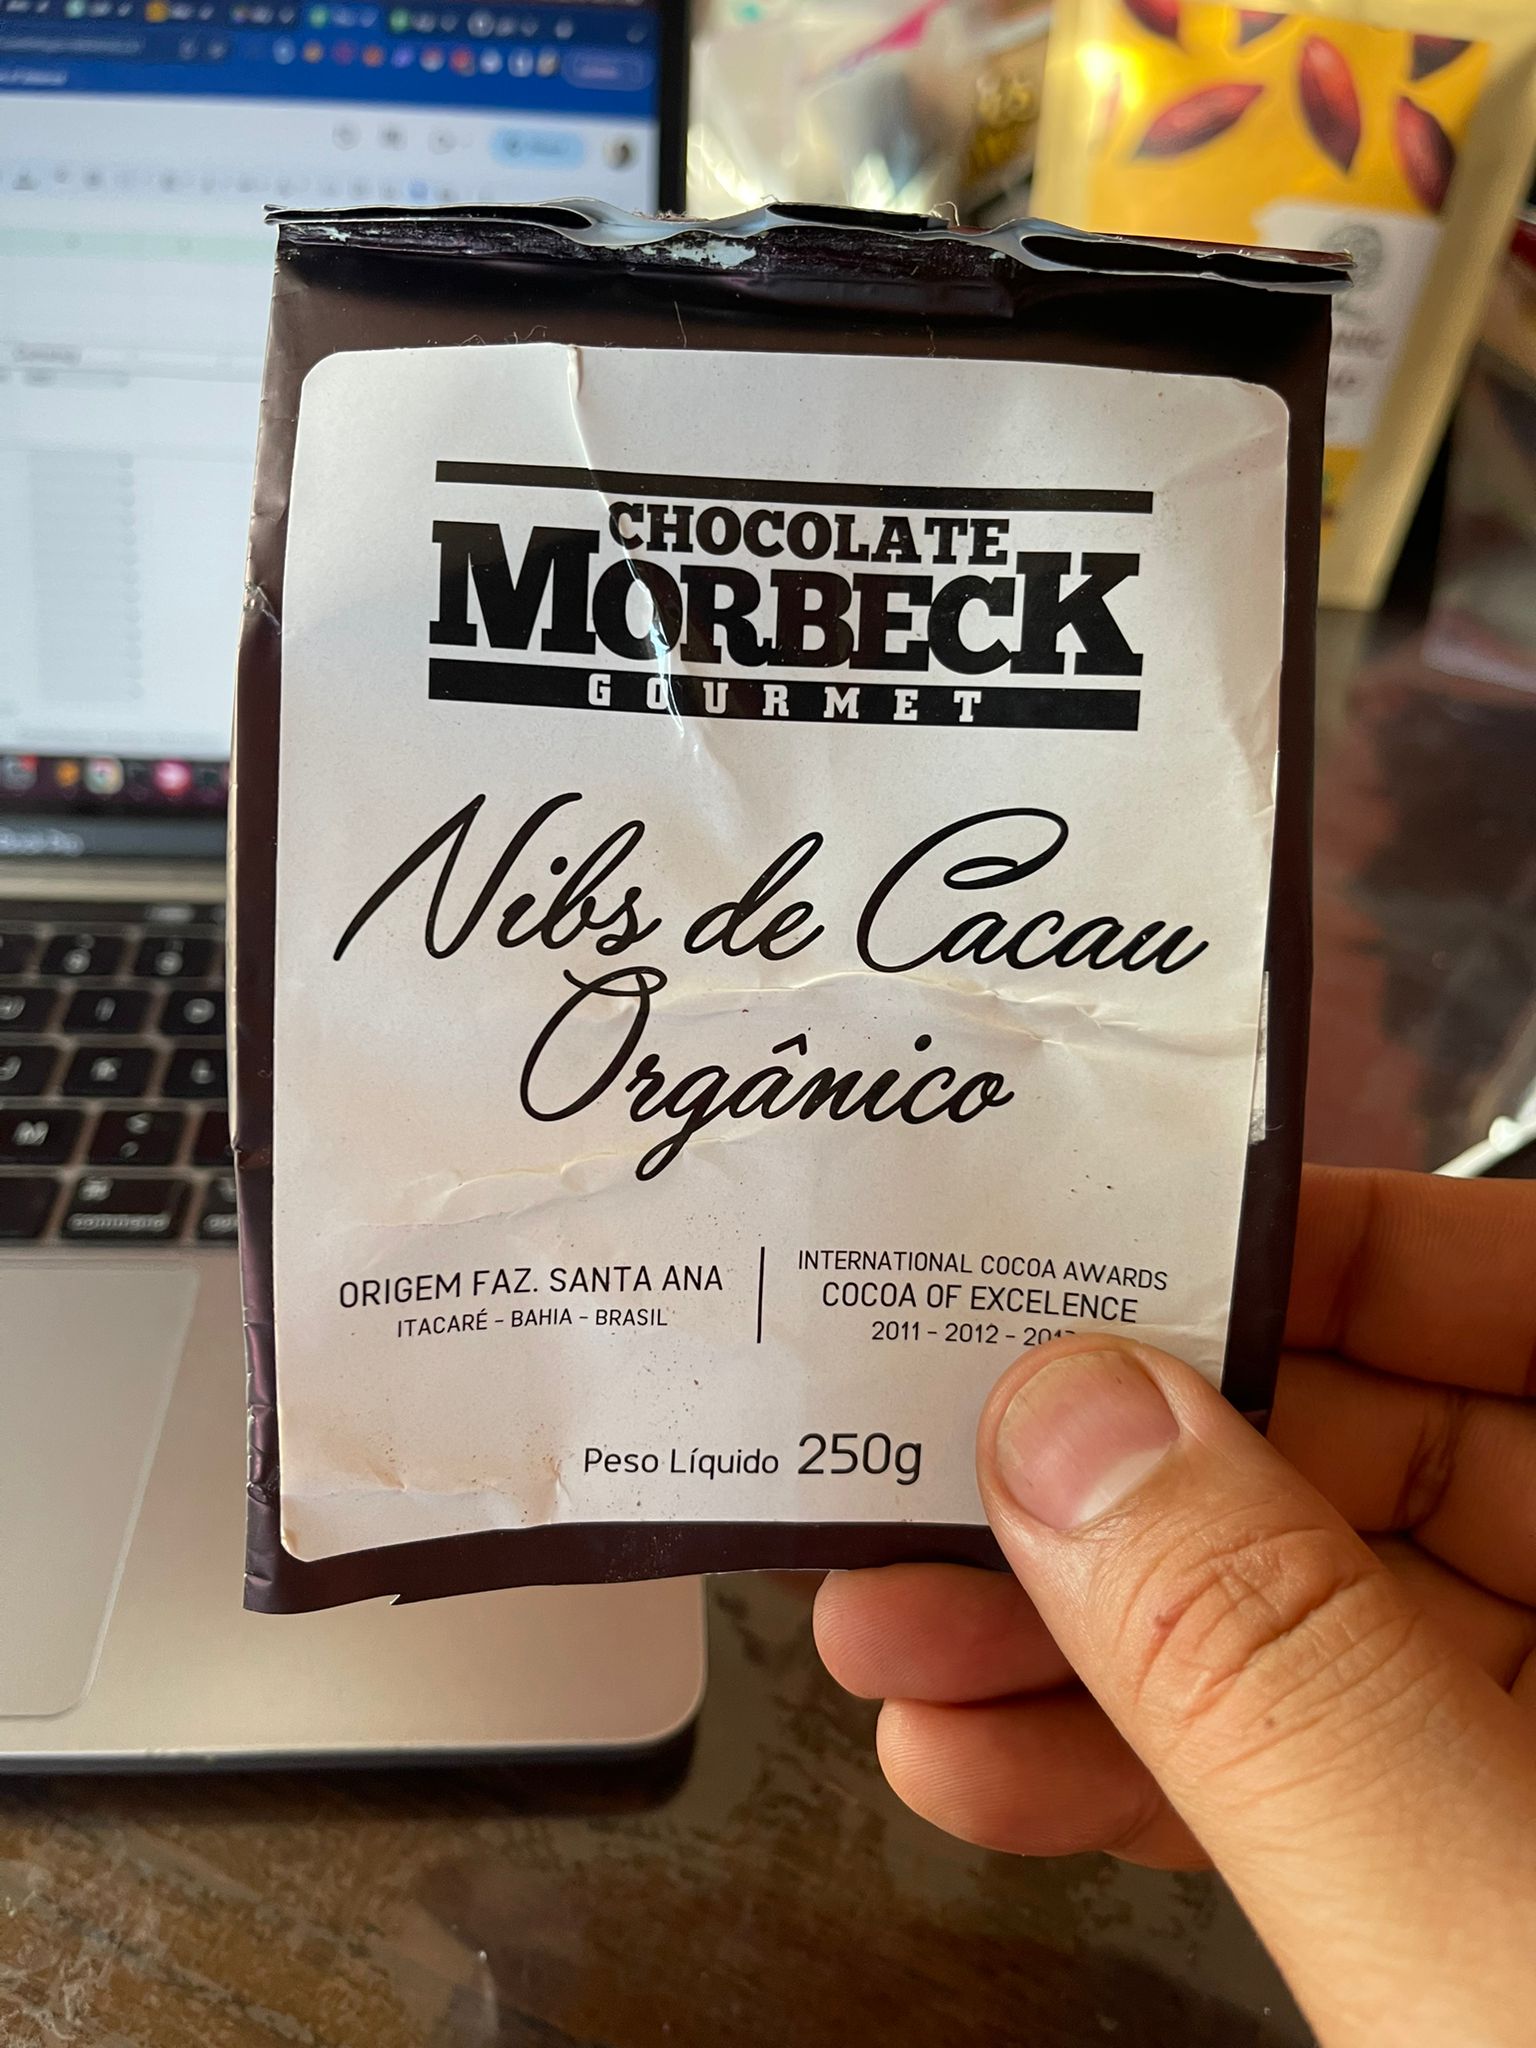 CHOCOLATE
MORBECK
GOURMET
Nibs de Cacau
Orgânico
ORIGEM FAZ. SANTA ANA
ITACARÉ - BAHIA - BRASIL
INTERNATIONAL COCOA AWARDS
COCOA OF EXCELENCE
2011 - 2012 -
Peso Líquido 250g
M
command